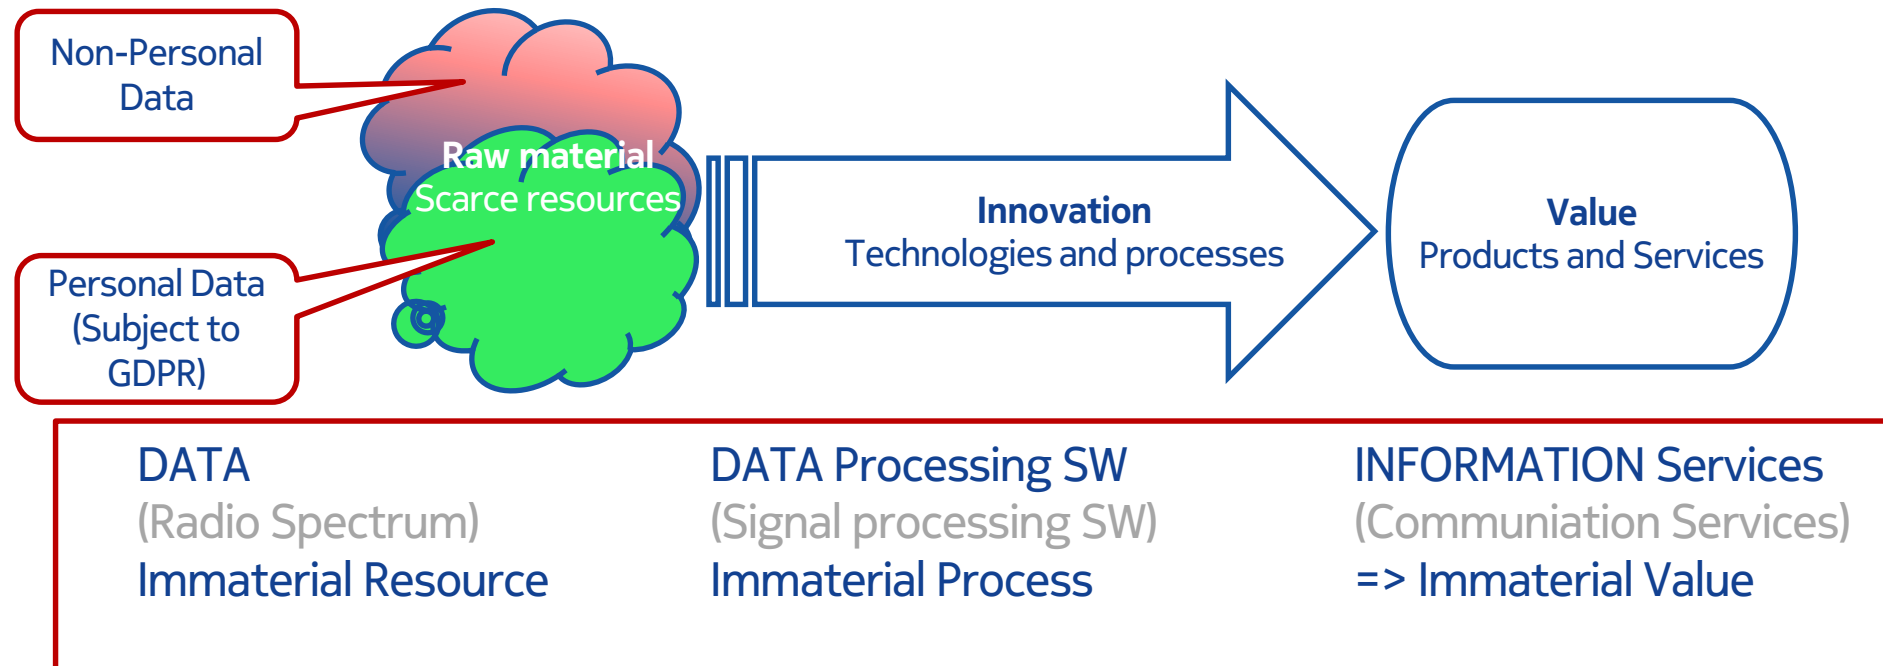 Non-Personal
Data
Raw material
Scarce resources
Personal Data
(Subject to
GDPR)
Innovation
Technologies and processes
Value
Products and Services
DATA
(Radio Spectrum)
Immaterial Resource
DATA Processing SW
(Signal processing SW)
Immaterial Process
INFORMATION Services
(Communiation Services)
=> Immaterial Value